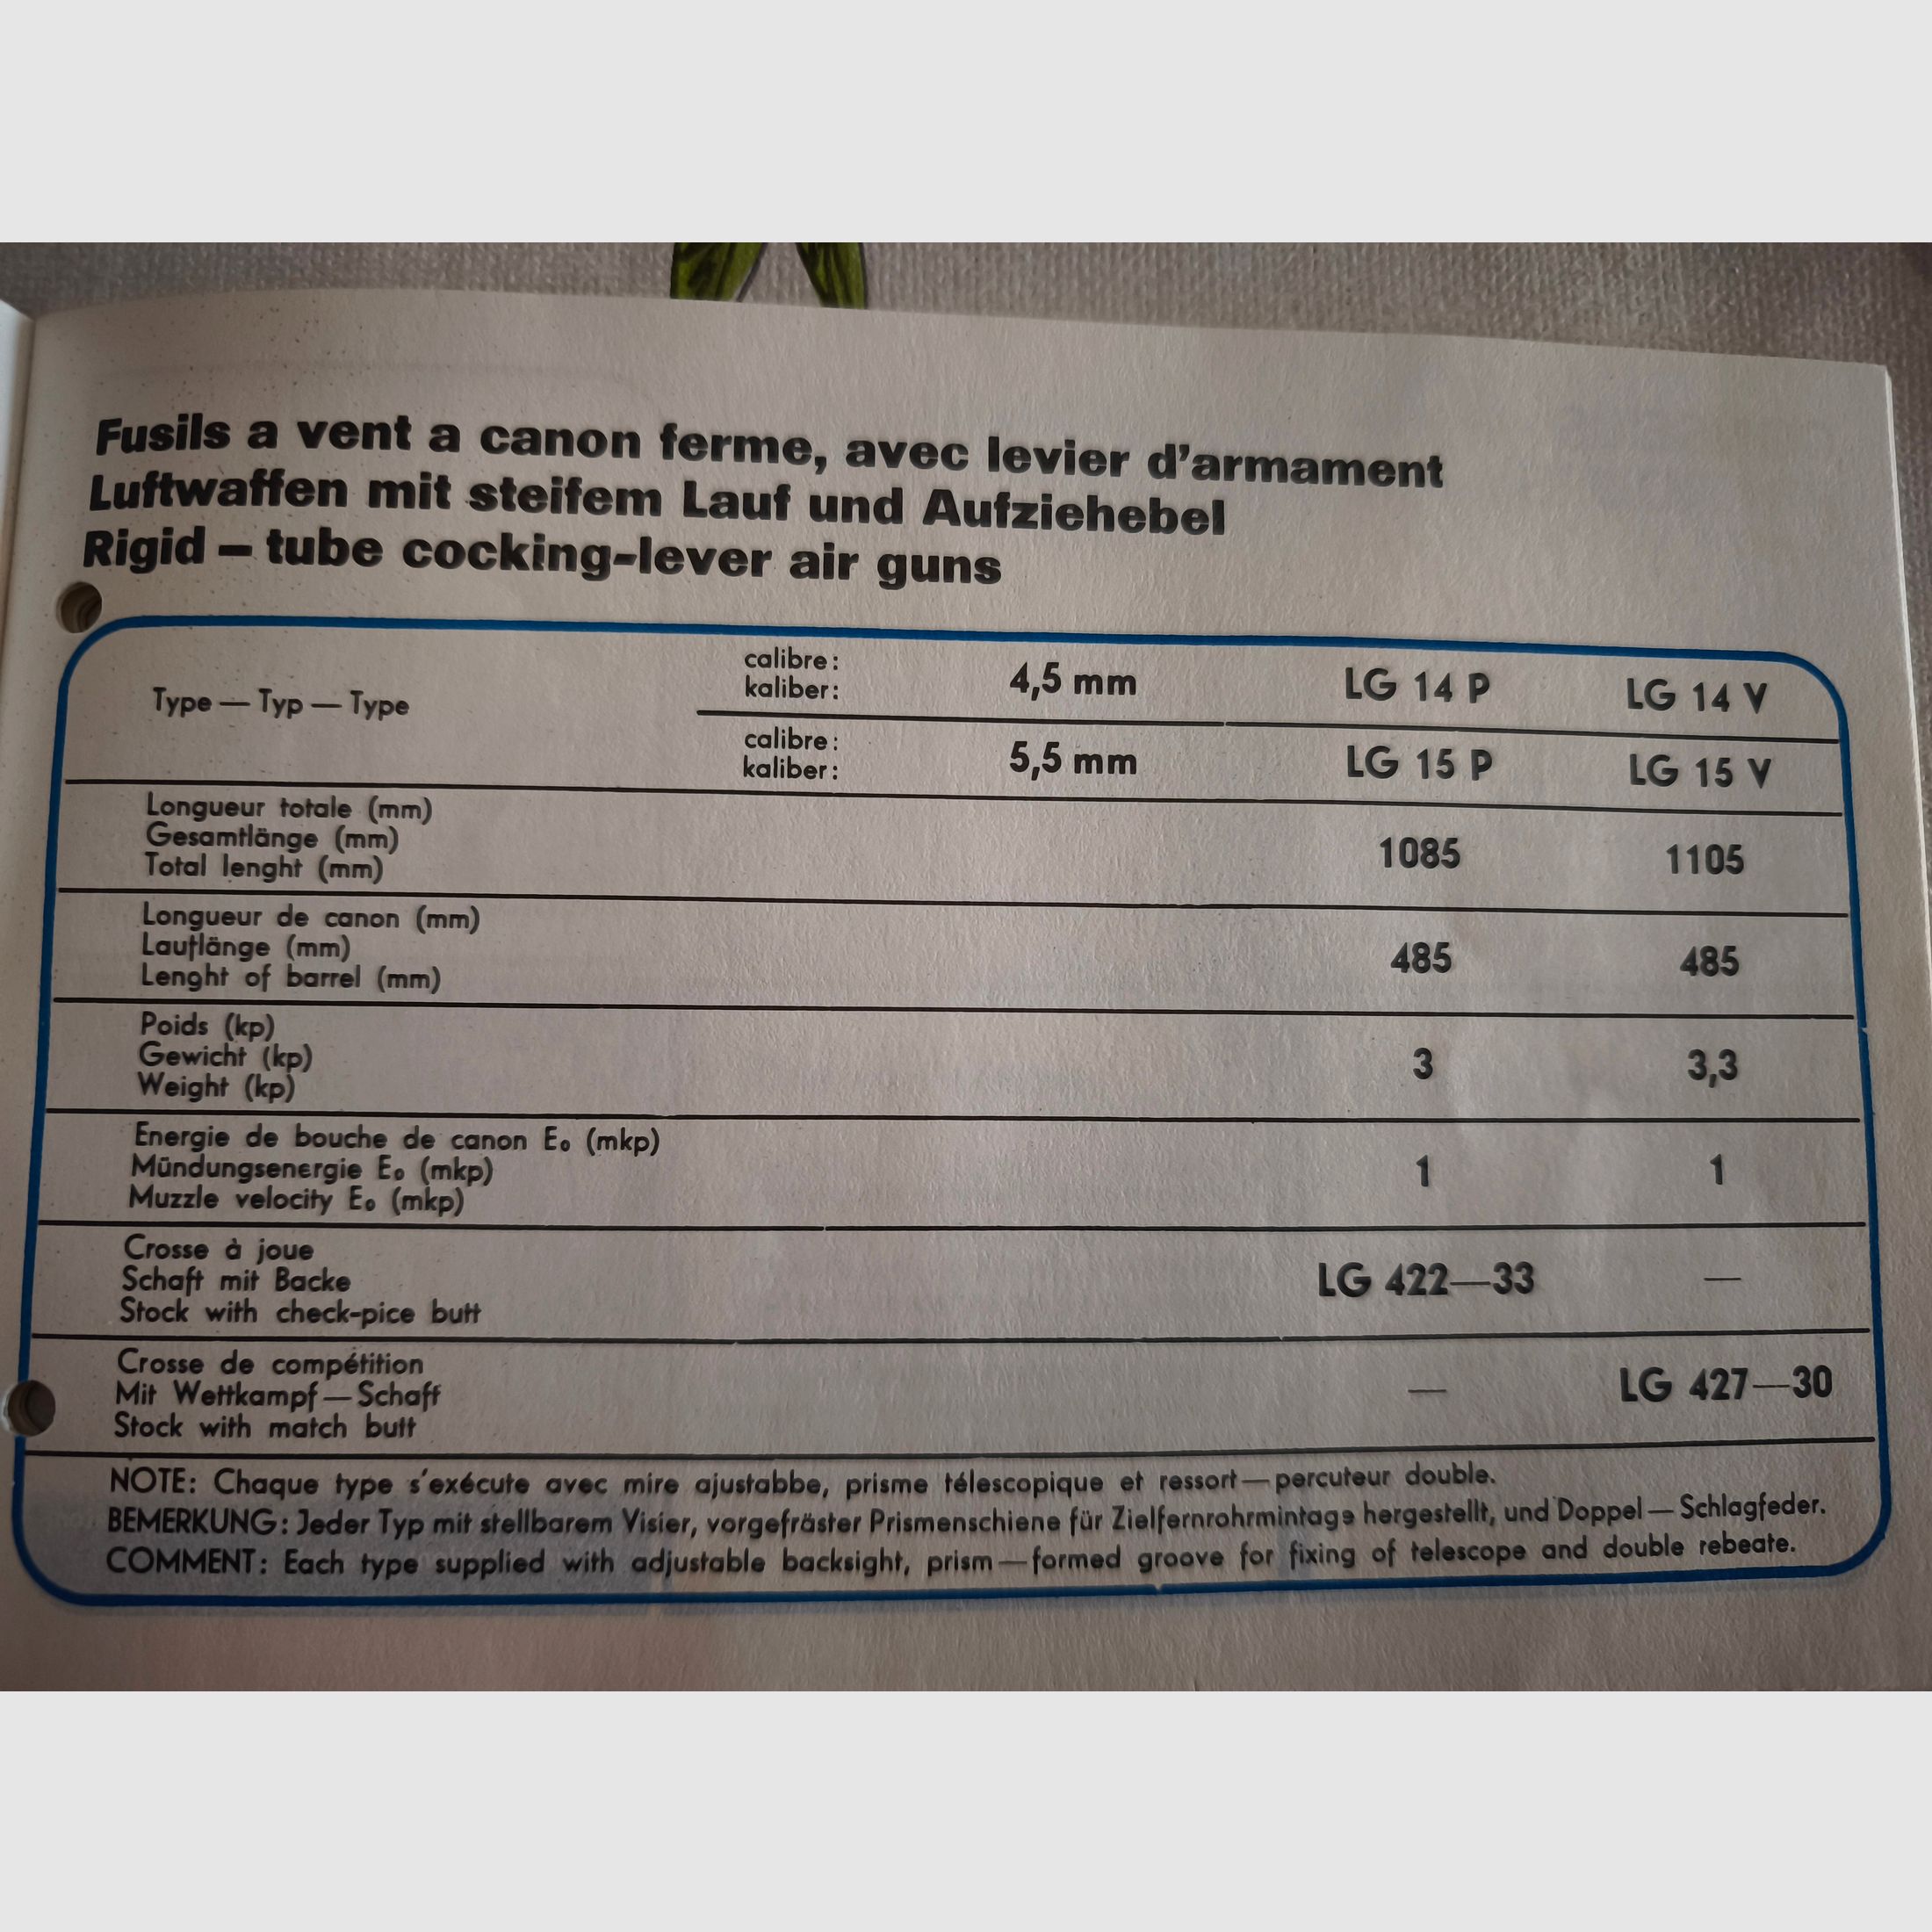 Fusils a vent a canon ferme, avec levier d'armament
Luftwaffen mit steifem Lauf und Aufziehebel
Rigid – tube cocking-lever air guns
Type — Typ — Type
calibre:
kaliber:
4,5 mm LG 14 P LG 14 V
calibre:
kaliber:
5,5 mm LG 15 P LG 15 V
Longueur totale (mm)
Gesamtlänge (mm)
Total lenght (mm)
1085 1105
Longueur de canon (mm)
Lauflänge (mm)
Lenght of barrel (mm)
485 485
Poids (kp)
Gewicht (kp)
Weight (kp)
3 3,3
Energie de bouche de canon E₀ (mkp)
Mündungsenergie E₀ (mkp)
Muzzle velocity E₀ (mkp)
1 1
Crosse à joue
Schaft mit Backe
Stock with check-pice butt
LG 422—33 —
Crosse de compétition
Mit Wettkampf — Schaft
Stock with match butt
— LG 427—30
NOTE: Chaque type s'exécute avec mire ajustabbe, prisme télescopique et ressort — percuteur double.
BEMERKUNG: Jeder Typ mit stellbarem Visier, vorgefräster Prismenschiene für Zielfernrohrmintage hergestellt, und Doppel — Schlagfeder.
COMMENT: Each type supplied with adjustable backsight, prism — formed groove for fixing of telescope and double rebeate.